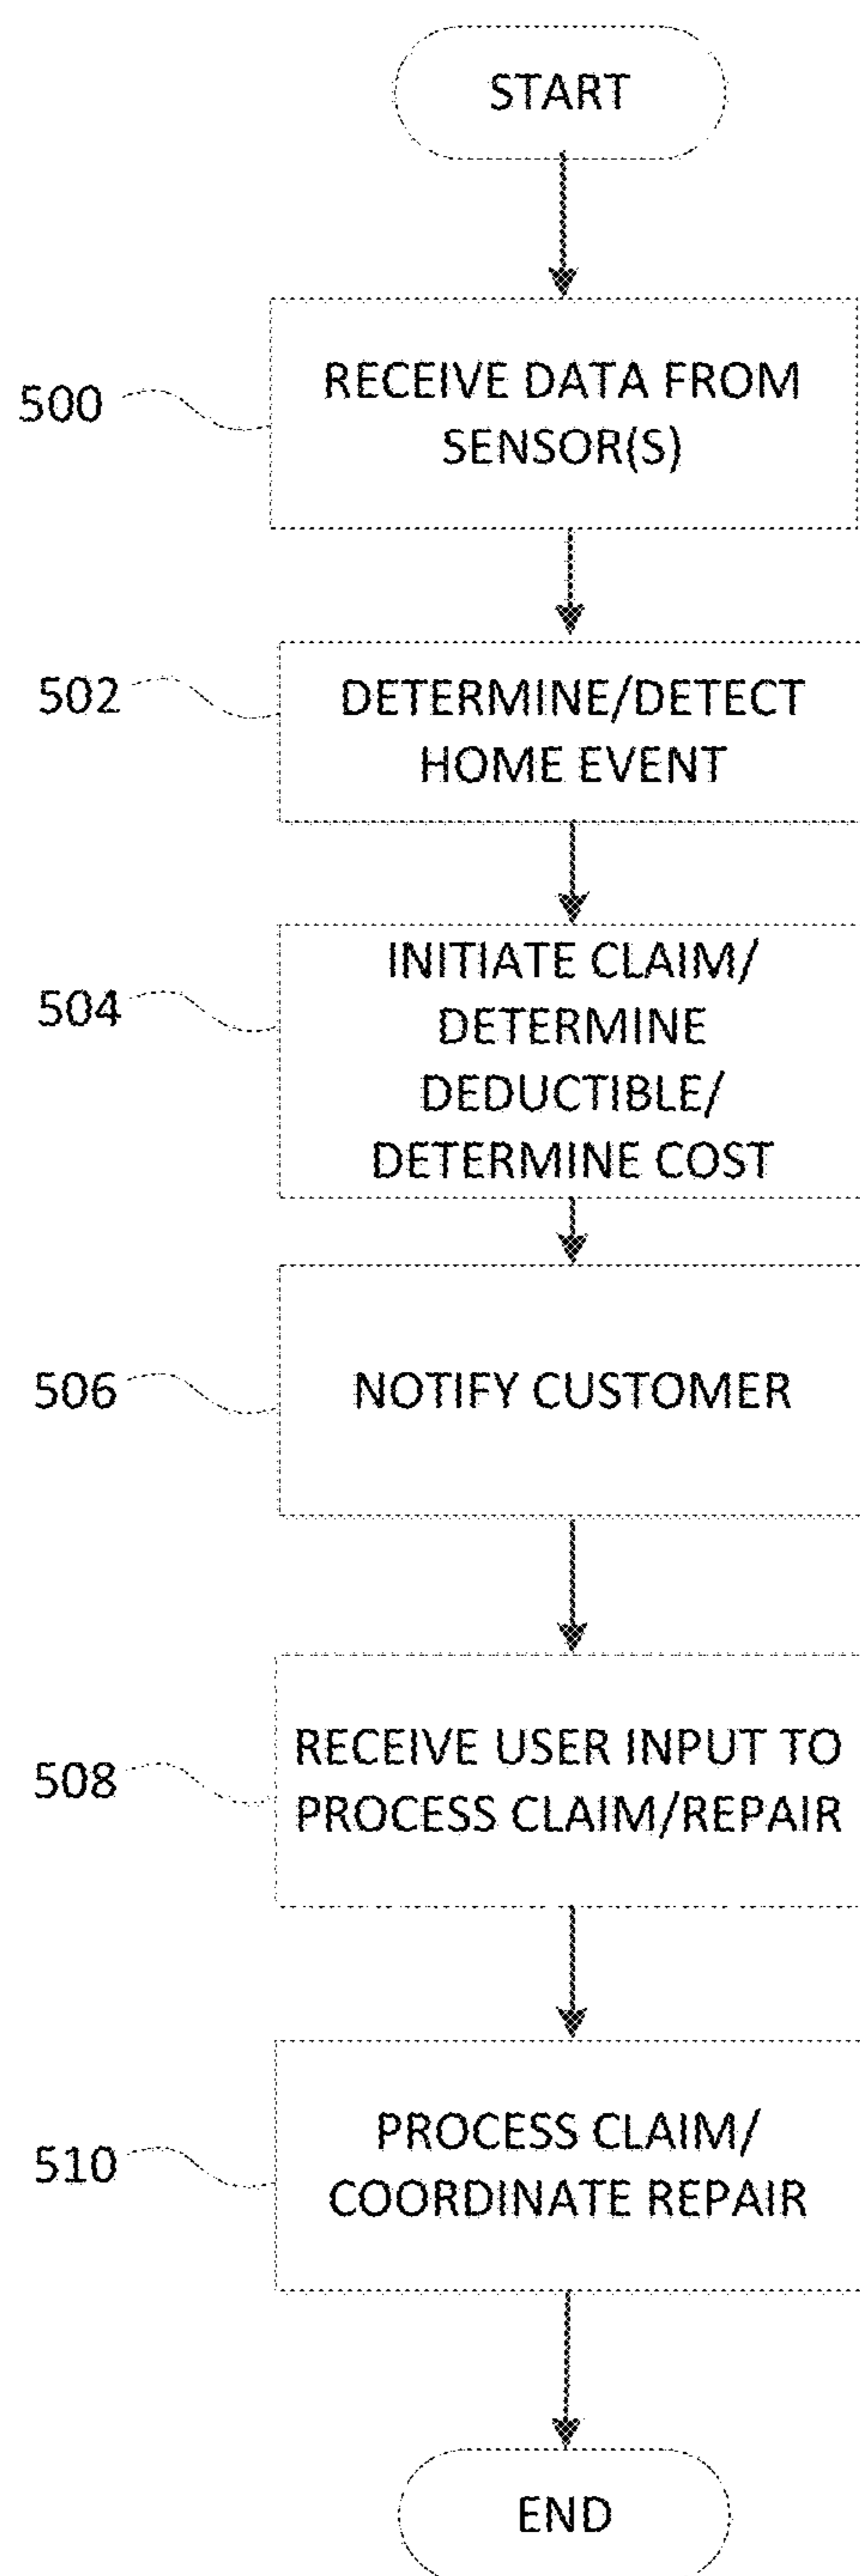 START
500
RECEIVE DATA FROM
SENSOR(S)
502
DETERMINE/DETECT
HOME EVENT
504
INITIATE CLAIM/
DETERMINE
DEDUCTIBLE/
DETERMINE COST
506
NOTIFY CUSTOMER
508
RECEIVE USER INPUT TO
PROCESS CLAIM/REPAIR
510
PROCESS CLAIM/
COORDINATE REPAIR
END